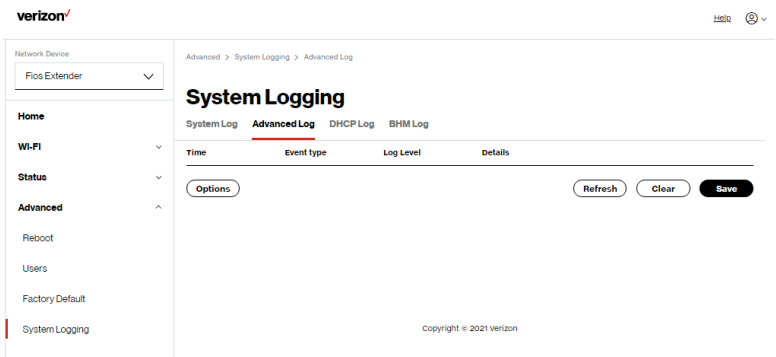 verizon✓
Help
Network Device
Fios Extender
Home
Wi-Fi
Status
Advanced
Reboot
Users
Factory Default
System Logging
Advanced > System Logging > Advanced Log
System Logging
System Log Advanced Log DHCP Log BHM Log
Time Event type Log Level Details
Options Refresh Clear Save
Copyright © 2021 Verizon